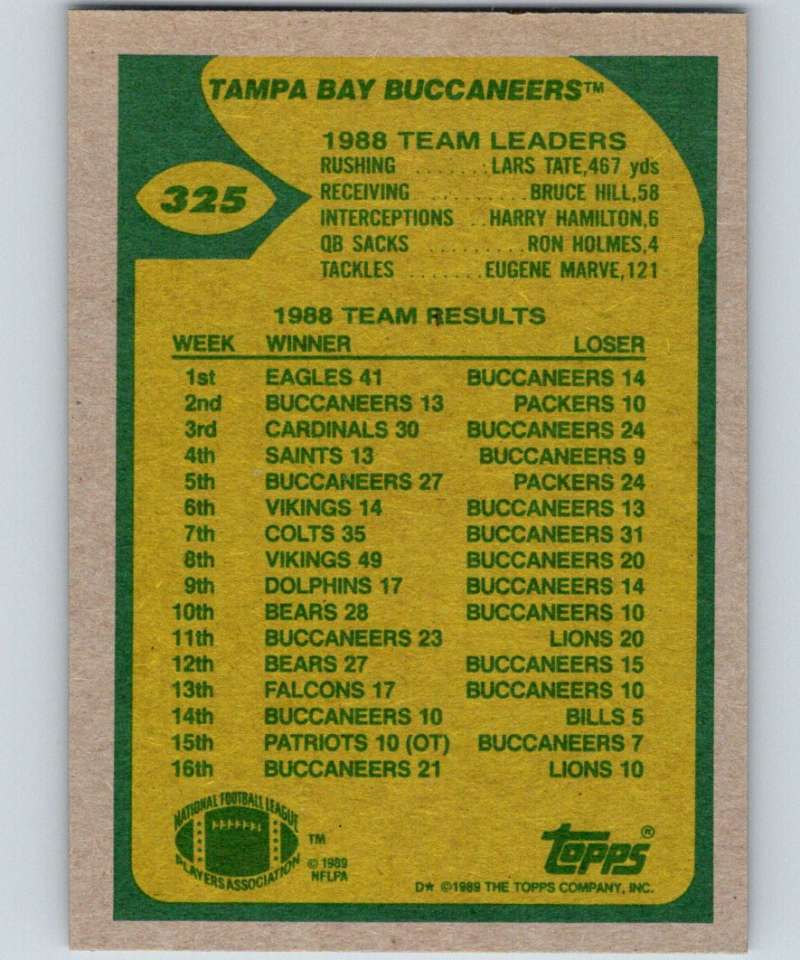 TAMPA BAY BUCCANEERS™
1988 TEAM LEADERS
RUSHING .......LARS TATE,467 yds
RECEIVING ..........BRUCE HILL,58
325
INTERCEPTIONS ..HARRY HAMILTON,6
QB SACKS ..........RON HOLMES,4
TACKLES .......EUGENE MARVE,121
1988 TEAM RESULTS
WEEK WINNER LOSER
1st EAGLES 41 BUCCANEERS 14
2nd BUCCANEERS 13 PACKERS 10
3rd CARDINALS 30 BUCCANEERS 24
4th SAINTS 13 BUCCANEERS 9
5th BUCCANEERS 27 PACKERS 24
6th VIKINGS 14 BUCCANEERS 13
7th COLTS 35 BUCCANEERS 31
8th VIKINGS 49 BUCCANEERS 20
9th DOLPHINS 17 BUCCANEERS 14
10th BEARS 28 BUCCANEERS 10
11th BUCCANEERS 23 LIONS 20
12th BEARS 27 BUCCANEERS 15
13th FALCONS 17 BUCCANEERS 10
14th BUCCANEERS 10 BILLS 5
15th PATRIOTS 10 (OT) BUCCANEERS 7
16th BUCCANEERS 21 LIONS 10
NATIONAL FOOTBALL LEAGUE
PLAYERS ASSOCIATION
™
© 1989
NFLPA
topps®
D★ ©1989 THE TOPPS COMPANY, INC.